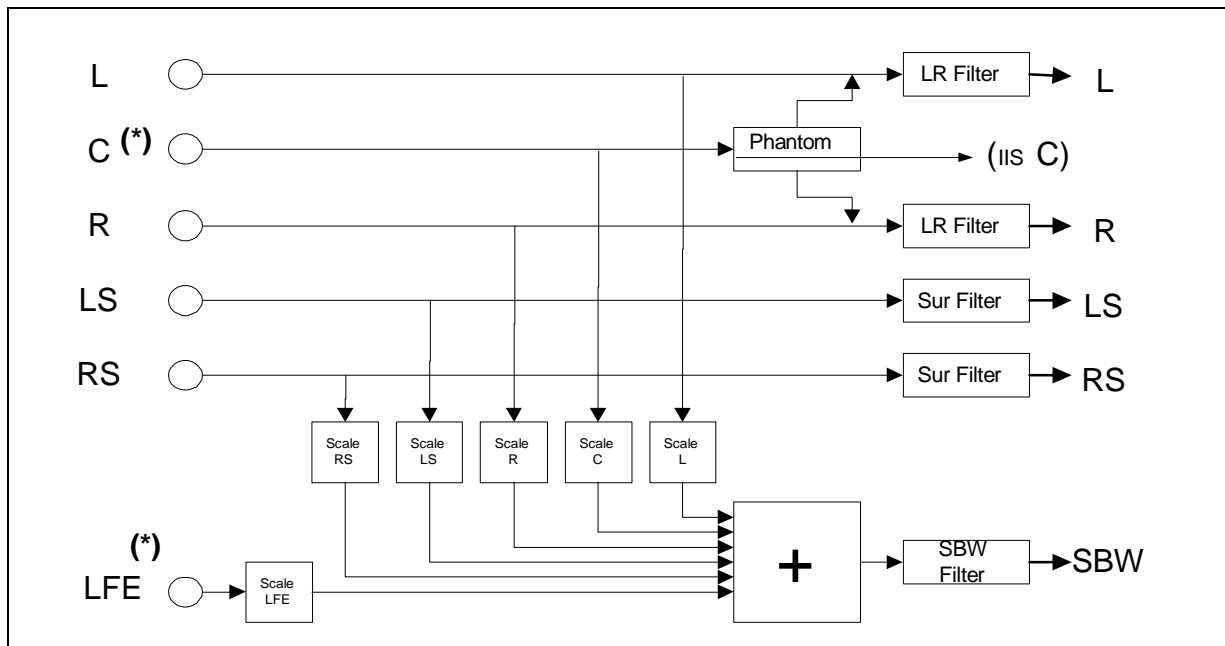 L
LR Filter
L
C (*)
Phantom
(IIS C)
R
LR Filter
R
LS
Sur Filter
LS
RS
Sur Filter
RS
Scale
RS
Scale
LS
Scale
R
Scale
C
Scale
L
(*)
LFE
Scale
LFE
+
SBW
Filter
SBW